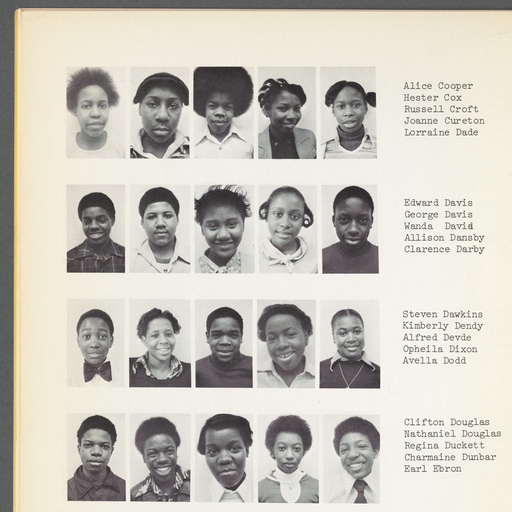 Alice Cooper
Hester Cox
Russell Croft
Joanne Cureton
Lorraine Dade
Edward Davis
George Davis
Wanda David
Allison Dansby
Clarence Darby
Steven Dawkins
Kimberly Dendy
Alfred Devde
Opheila Dixon
Avella Dodd
Clifton Douglas
Nathaniel Douglas
Regina Duckett
Charmaine Dunbar
Earl Ebron